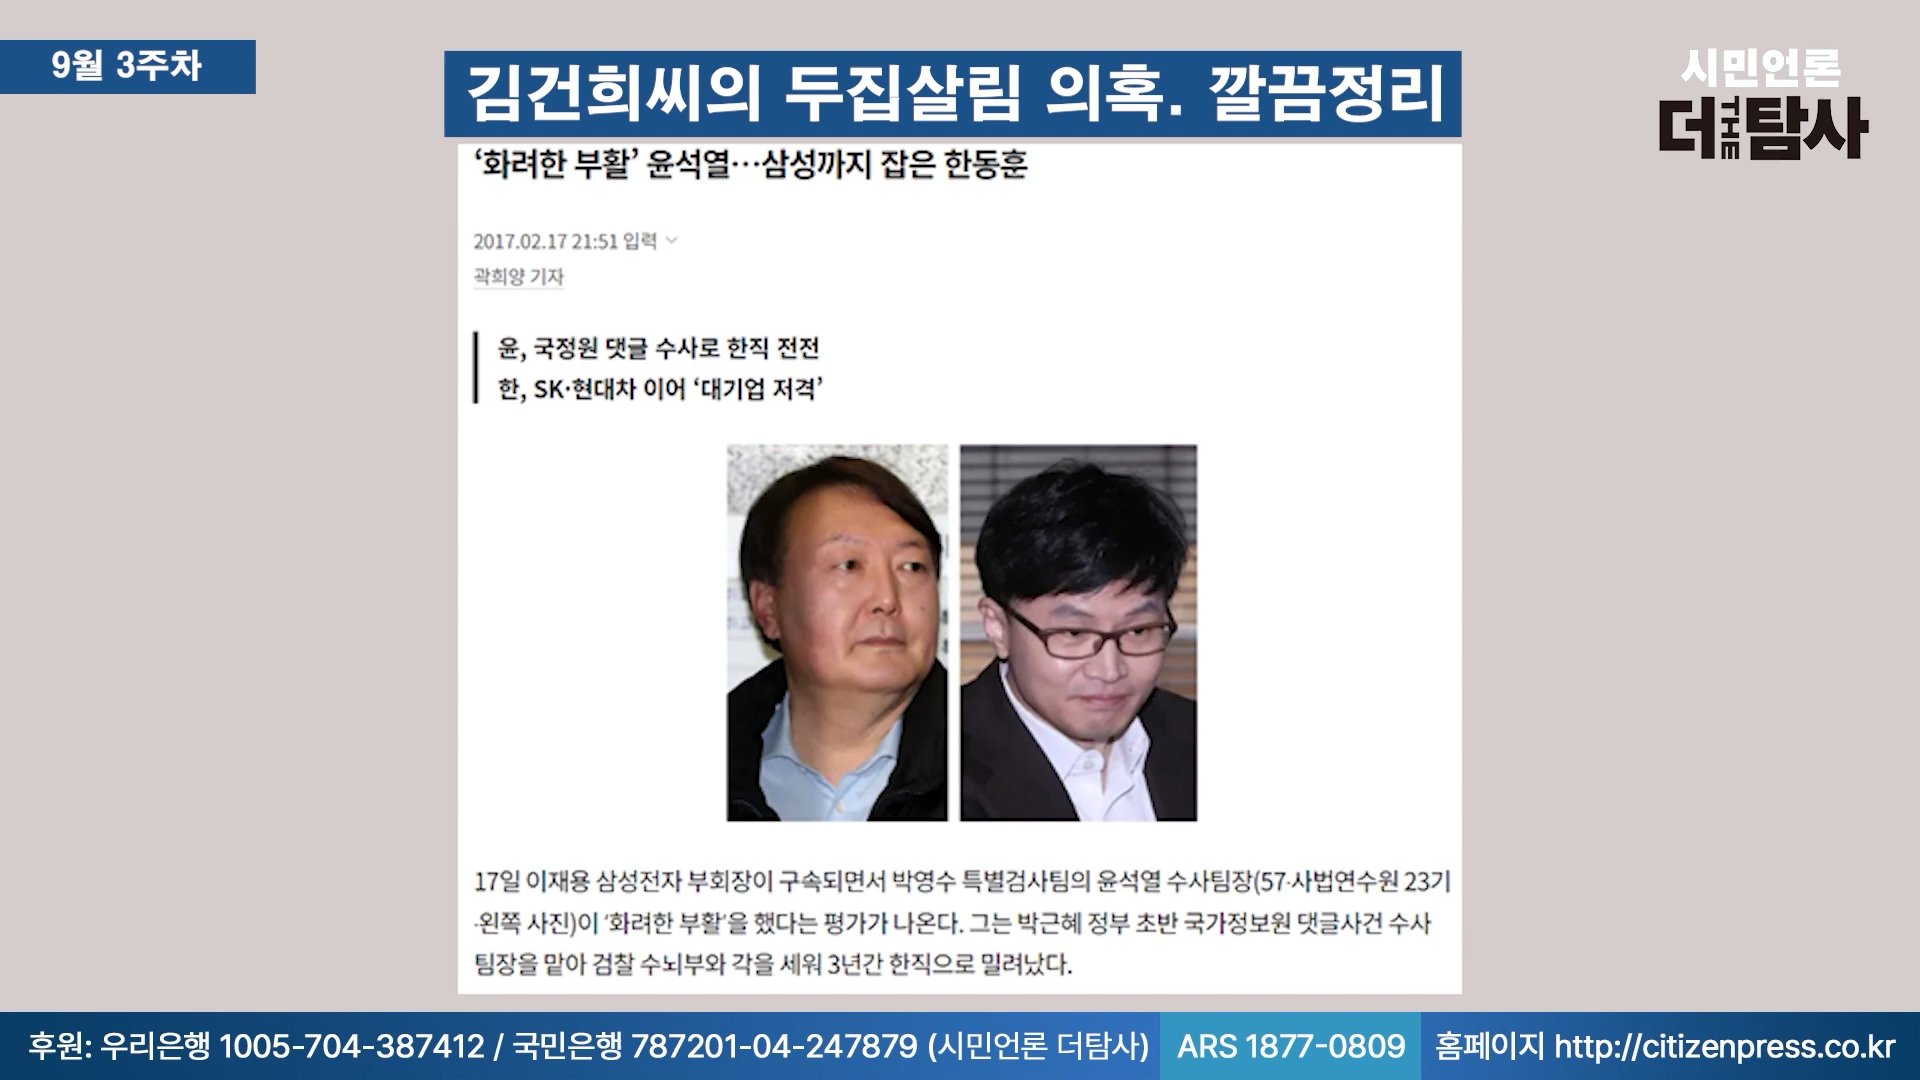 9월 3주차
김건희씨의 두집살림 의혹. 깔끔정리
시민언론
더THE탐사
‘화려한 부활’ 윤석열…삼성까지 잡은 한동훈
2017.02.17 21:51 입력
곽희양 기자
윤, 국정원 댓글 수사로 한직 전전
한, SK·현대차 이어 ‘대기업 저격’
17일 이재용 삼성전자 부회장이 구속되면서 박영수 특별검사팀의 윤석열 수사팀장(57·사법연수원 23기
·왼쪽 사진)이 ‘화려한 부활’을 했다는 평가가 나온다. 그는 박근혜 정부 초반 국가정보원 댓글사건 수사
팀장을 맡아 검찰 수뇌부와 각을 세워 3년간 한직으로 밀려났다.
후원: 우리은행 1005-704-387412 / 국민은행 787201-04-247879 (시민언론 더탐사)
ARS 1877-0809
홈페이지 http://citizenpress.co.kr